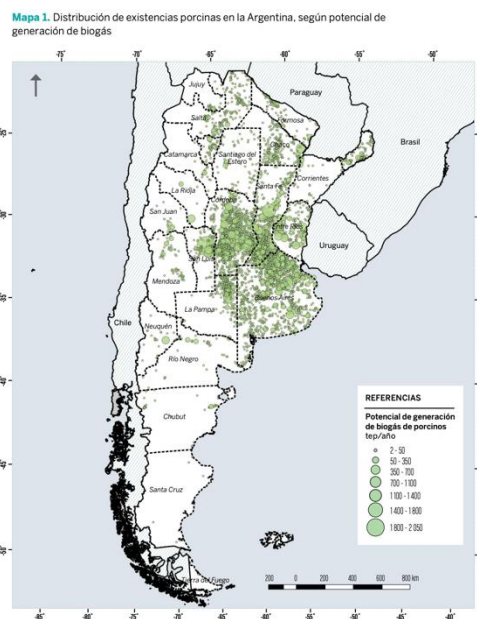 Mapa 1. Distribución de existencias porcinas en la Argentina, según potencial de
generación de biogás
-75°
-70°
-65°
-60°
-55°
-50°
Jujuy
Paraguay
Salta
Formosa
Chaco
Brasil
Catamarca
Santiago del
Estero
Corrientes
Santa Fe
La Rioja
Córdoba
San Juan
Entre Ríos
Uruguay
San Luis
Mendoza
Buenos Aires
La Pampa
Chile
Neuquén
Río Negro
Chubut
Santa Cruz
Tierra del Fuego
REFERENCIAS
Potencial de generación
de biogás de porcinos
tep/año
2 - 50
50 - 350
350 - 700
700 - 1100
1100 - 1400
1400 - 1800
1800 - 2 050
200 0 200 400 600 800 km